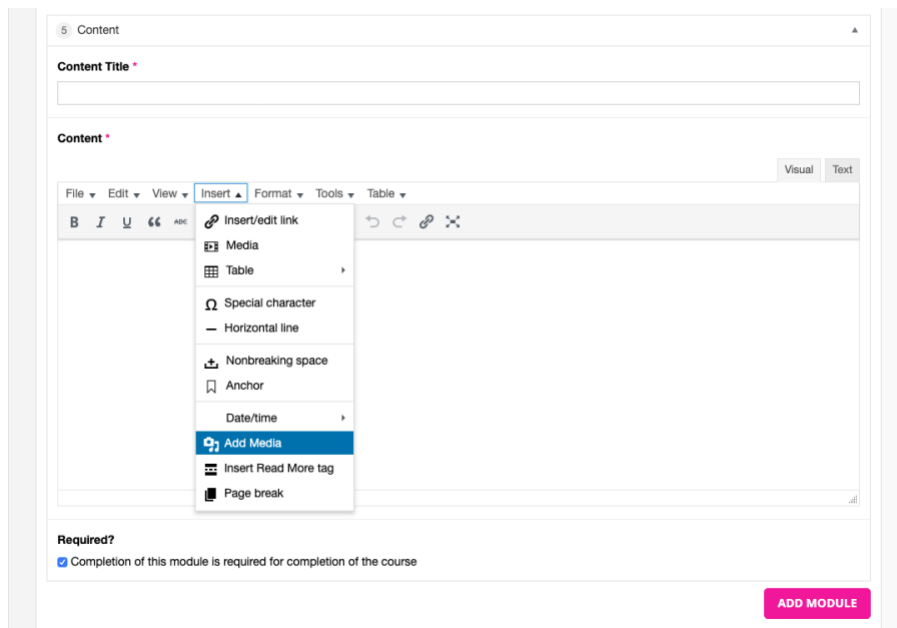 5 Content
Content Title *
Content *
Visual Text
File Edit View Insert Format Tools Table
B I U ABC
Insert/edit link
Media
Table
Special character
Horizontal line
Nonbreaking space
Anchor
Date/time
Add Media
Insert Read More tag
Page break
Required?
Completion of this module is required for completion of the course
ADD MODULE